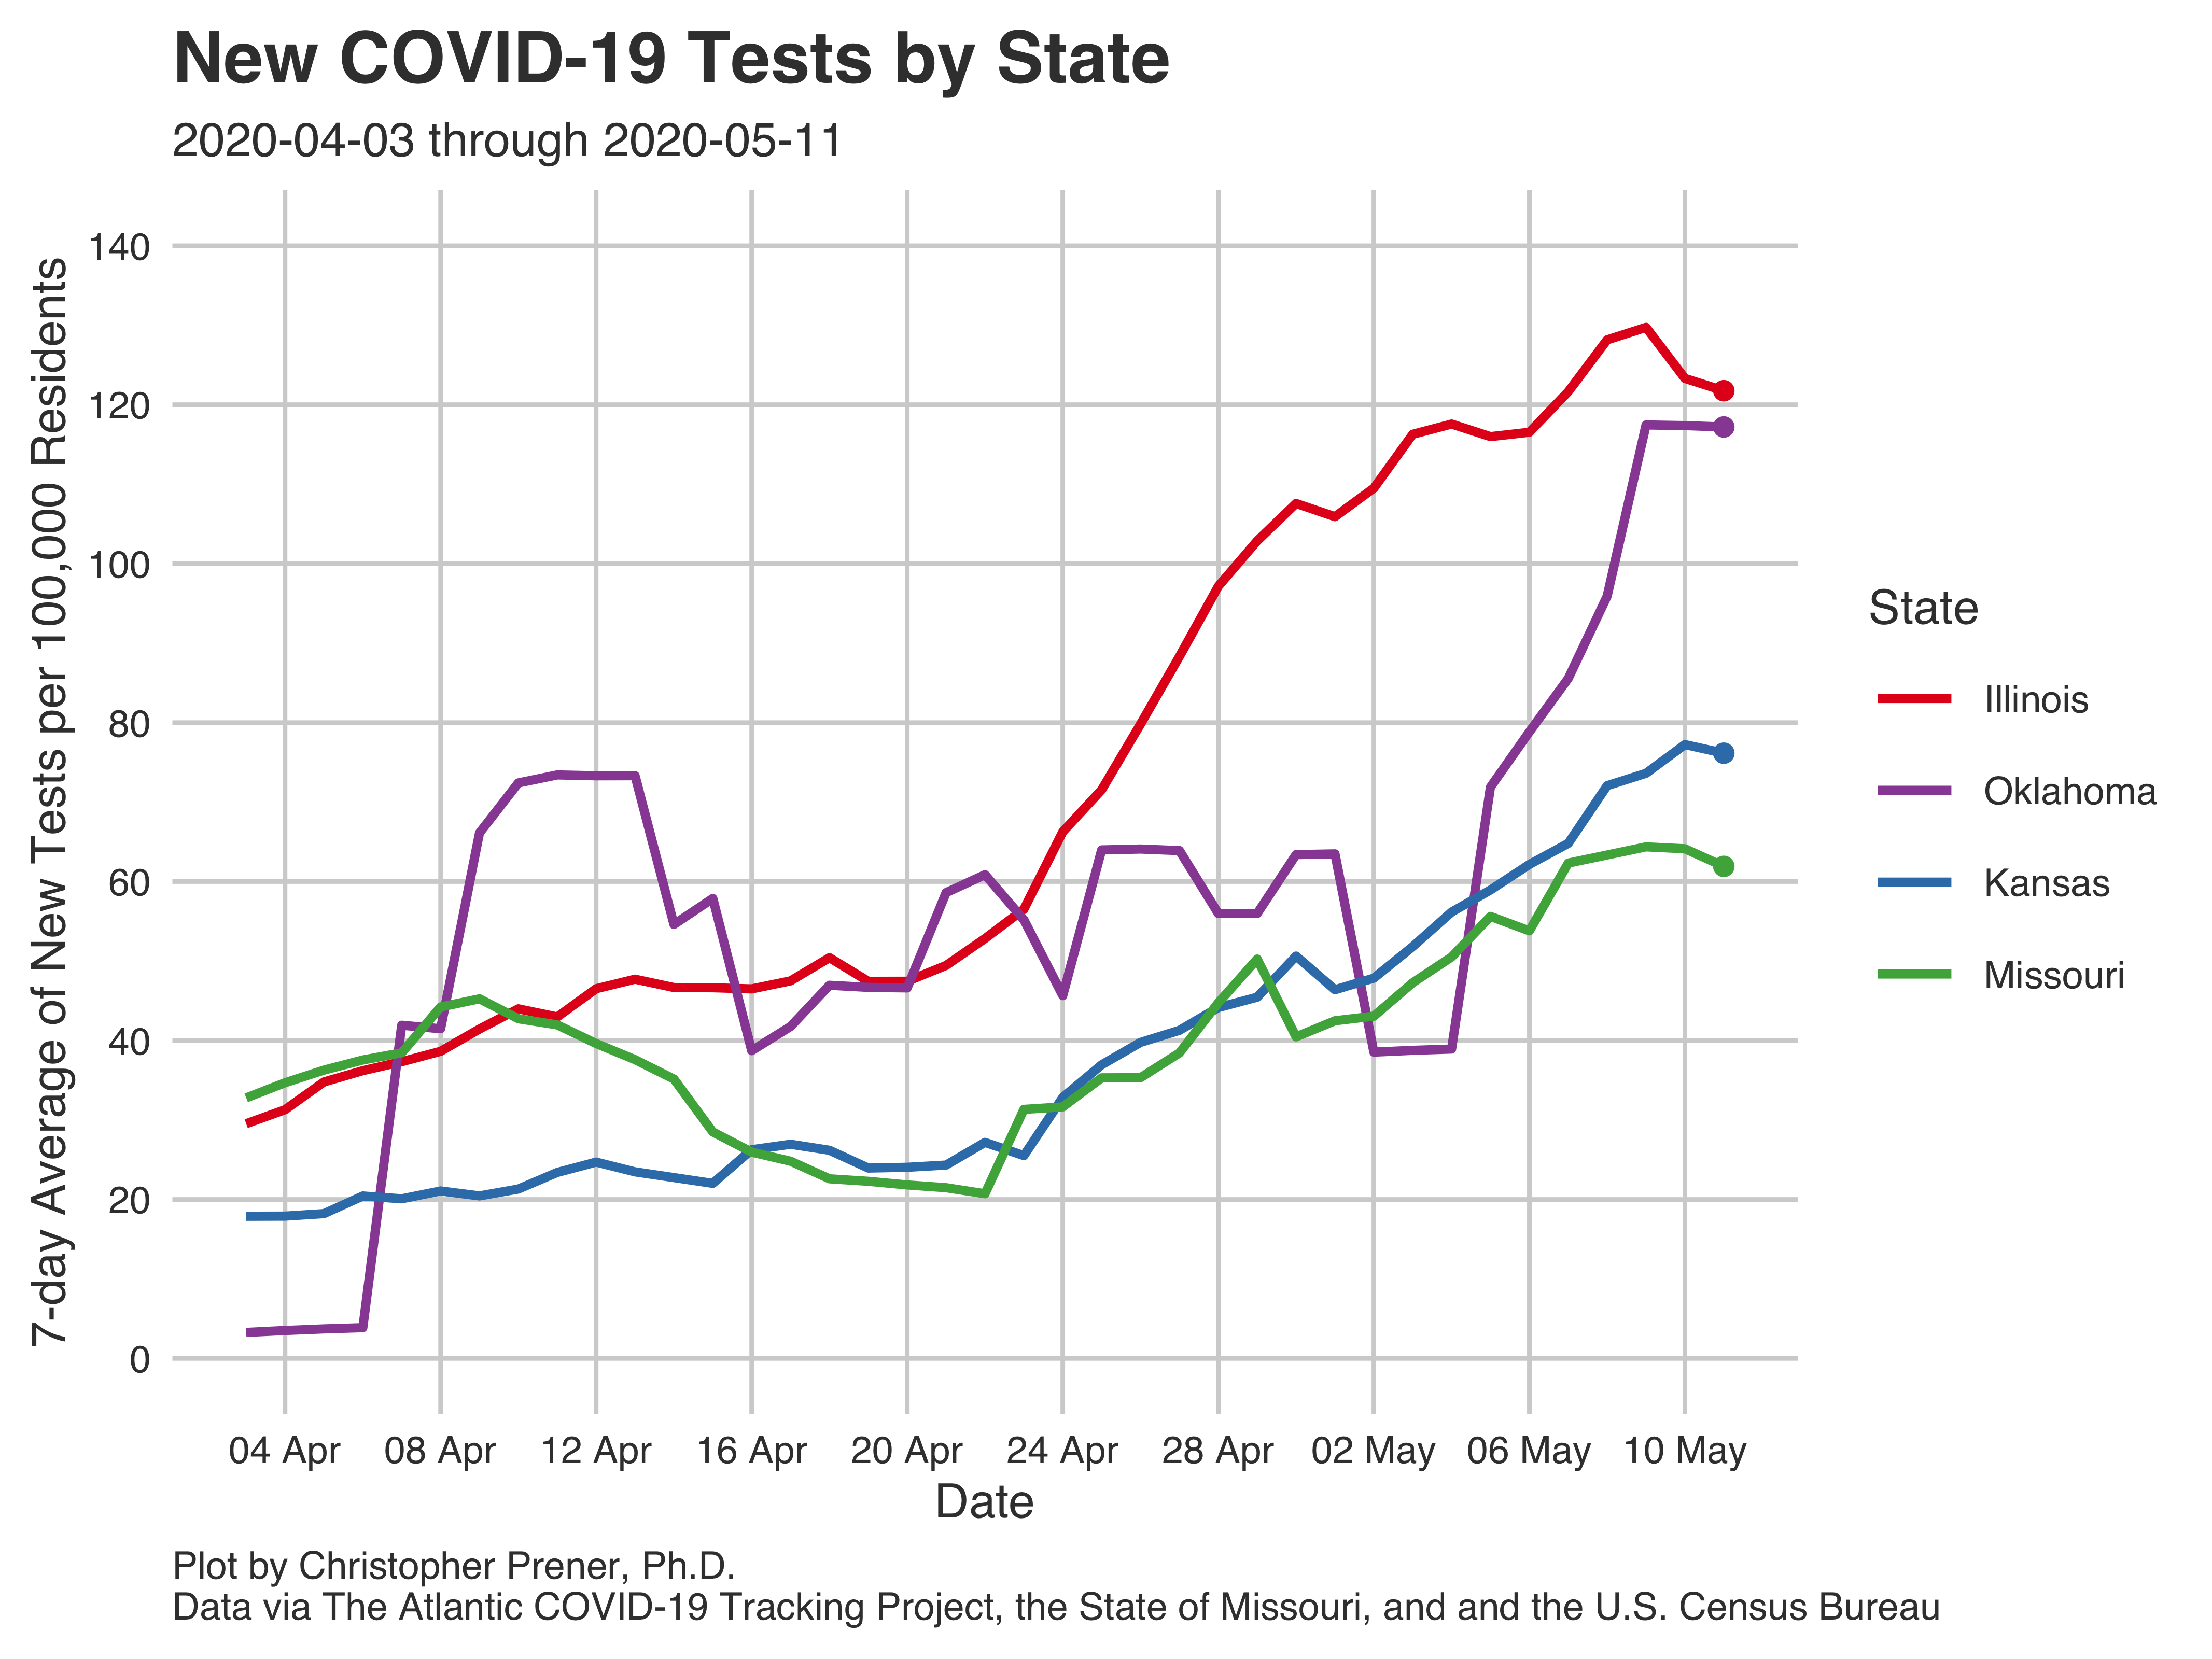 New COVID-19 Tests by State
2020-04-03 through 2020-05-11
7-day Average of New Tests per 100,000 Residents
140
120
100
80
60
40
20
0
04 Apr 08 Apr 12 Apr 16 Apr 20 Apr 24 Apr 28 Apr 02 May 06 May 10 May
Date
State
Illinois
Oklahoma
Kansas
Missouri
Plot by Christopher Prener, Ph.D.
Data via The Atlantic COVID-19 Tracking Project, the State of Missouri, and and the U.S. Census Bureau